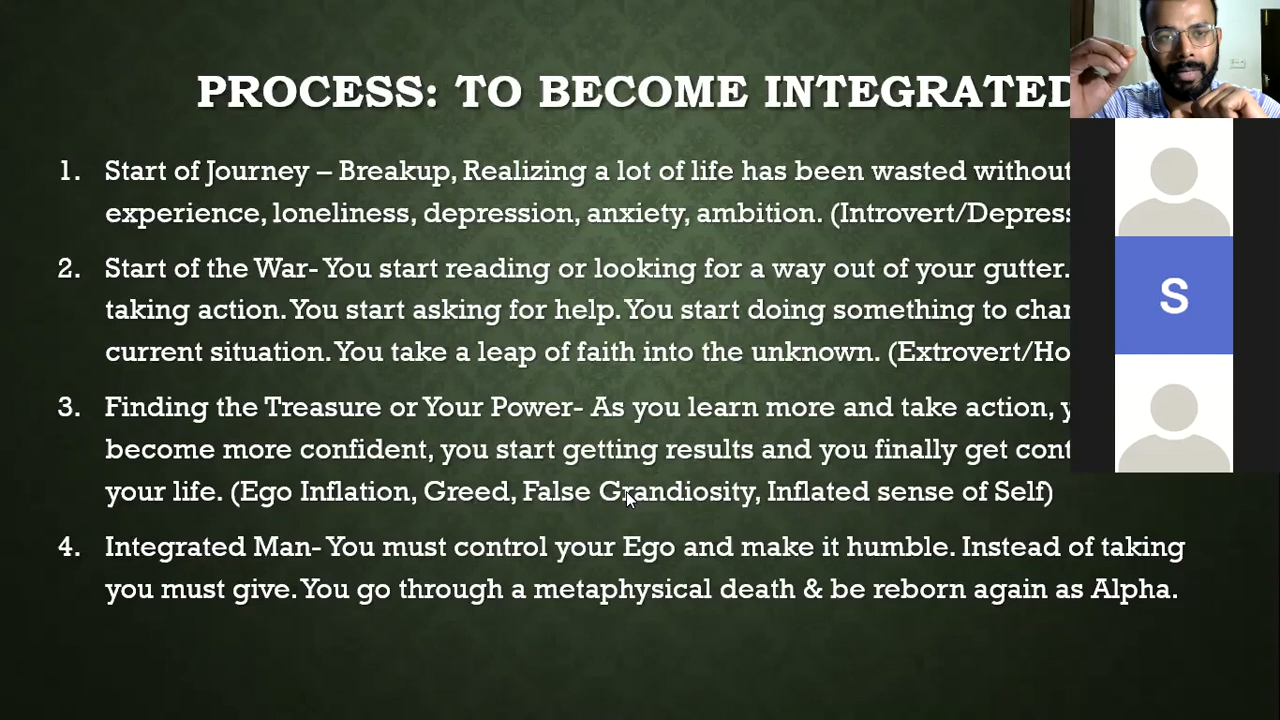 PROCESS: TO BECOME INTEGRATED
1. Start of Journey – Breakup, Realizing a lot of life has been wasted without
experience, loneliness, depression, anxiety, ambition. (Introvert/Depress
2. Start of the War- You start reading or looking for a way out of your gutter.
taking action. You start asking for help. You start doing something to chan
current situation. You take a leap of faith into the unknown. (Extrovert/Ho
3. Finding the Treasure or Your Power- As you learn more and take action, y
become more confident, you start getting results and you finally get cont
your life. (Ego Inflation, Greed, False Grandiosity, Inflated sense of Self)
4. Integrated Man- You must control your Ego and make it humble. Instead of taking
you must give. You go through a metaphysical death & be reborn again as Alpha.
S